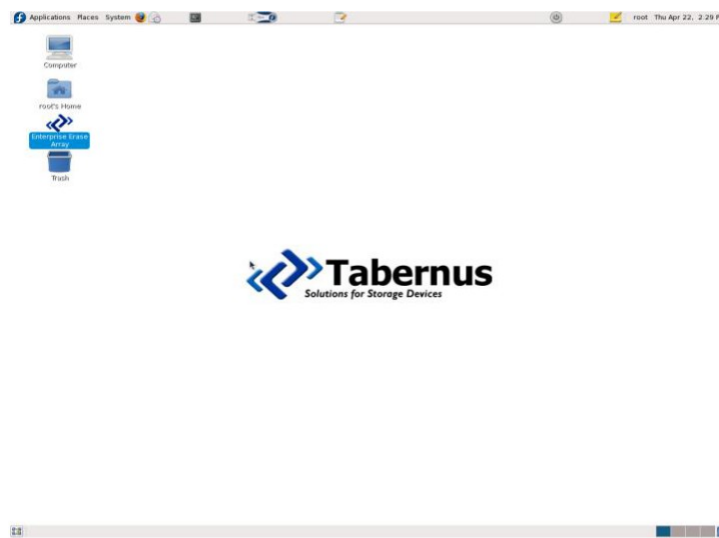 Applications Places System
root Thu Apr 22, 2:29
Computer
root's Home
Enterprise Erase
Array
Trash
Tabernus
Solutions for Storage Devices